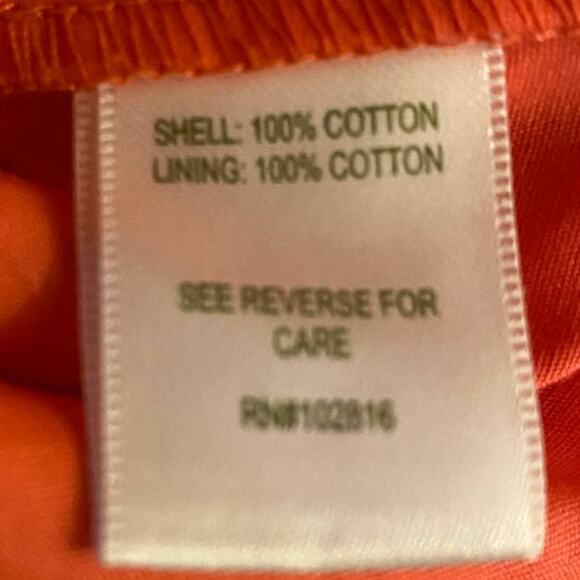 SHELL: 100% COTTON
LINING: 100% COTTON
SEE REVERSE FOR
CARE
RN#102816